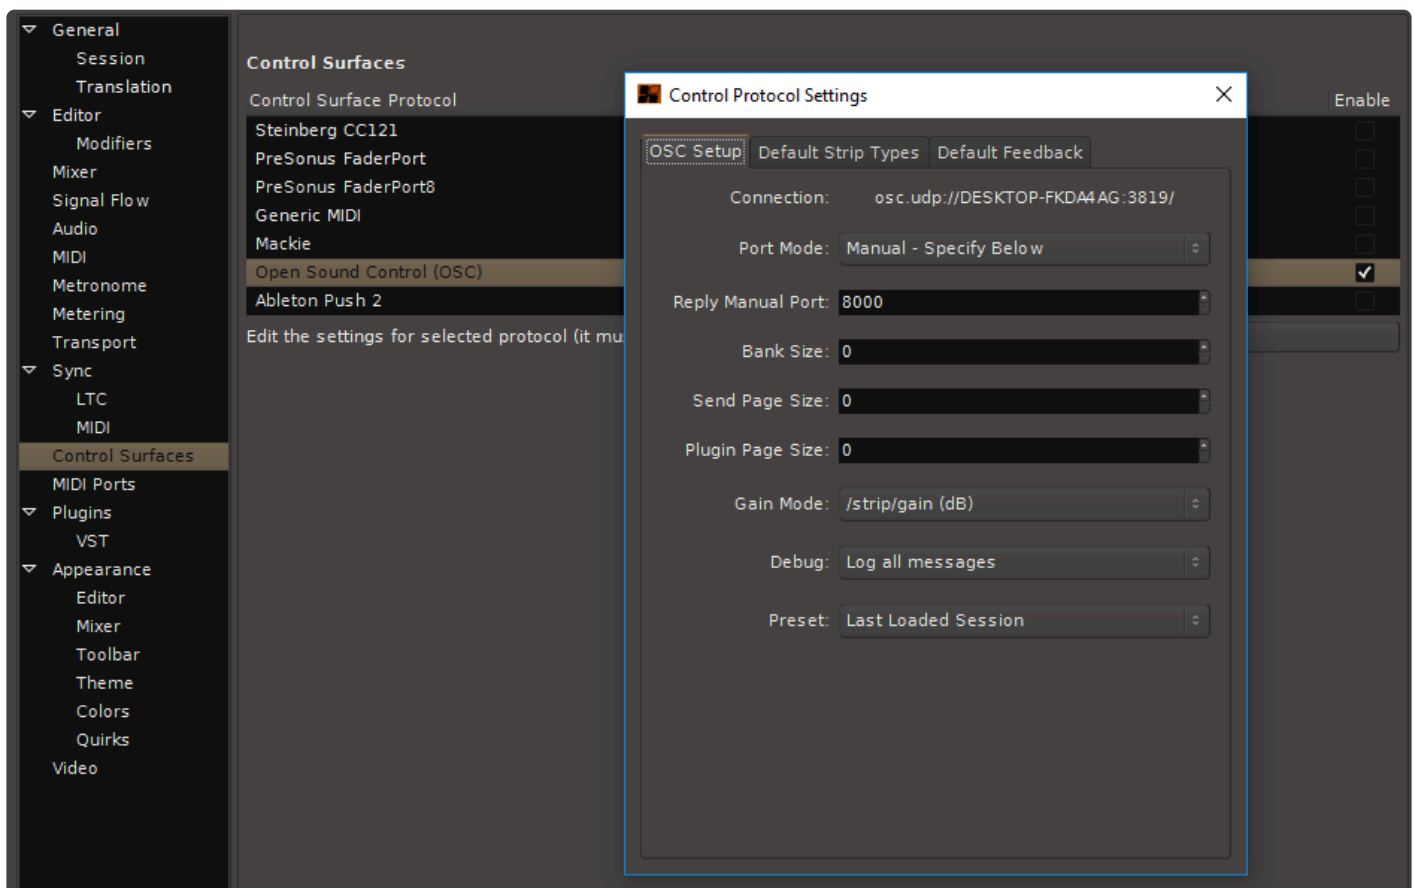 General
Session
Translation
Editor
Modifiers
Mixer
Signal Flow
Audio
MIDI
Metronome
Metering
Transport
Sync
LTC
MIDI
Control Surfaces
MIDI Ports
Plugins
VST
Appearance
Editor
Mixer
Toolbar
Theme
Colors
Quirks
Video
Control Surfaces
Control Surface Protocol
Enable
Steinberg CC121
PreSonus FaderPort
PreSonus FaderPort8
Generic MIDI
Mackie
Open Sound Control (OSC)
Ableton Push 2
Edit the settings for selected protocol (it mu
Control Protocol Settings
OSC Setup Default Strip Types Default Feedback
Connection: osc.udp://DESKTOP-FKDA4AG:3819/
Port Mode: Manual - Specify Below
Reply Manual Port: 8000
Bank Size: 0
Send Page Size: 0
Plugin Page Size: 0
Gain Mode: /strip/gain (dB)
Debug: Log all messages
Preset: Last Loaded Session